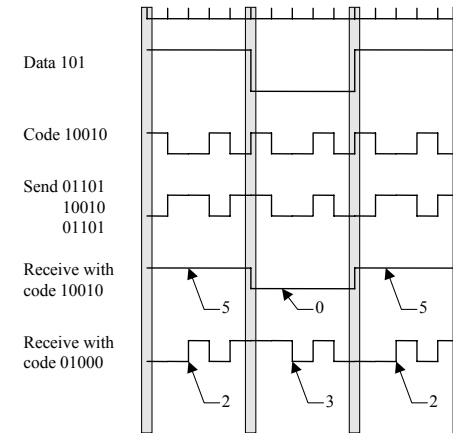 Data 101
Code 10010
Send 01101
10010
01101
Receive with
code 10010
5
0
5
Receive with
code 01000
2
3
2